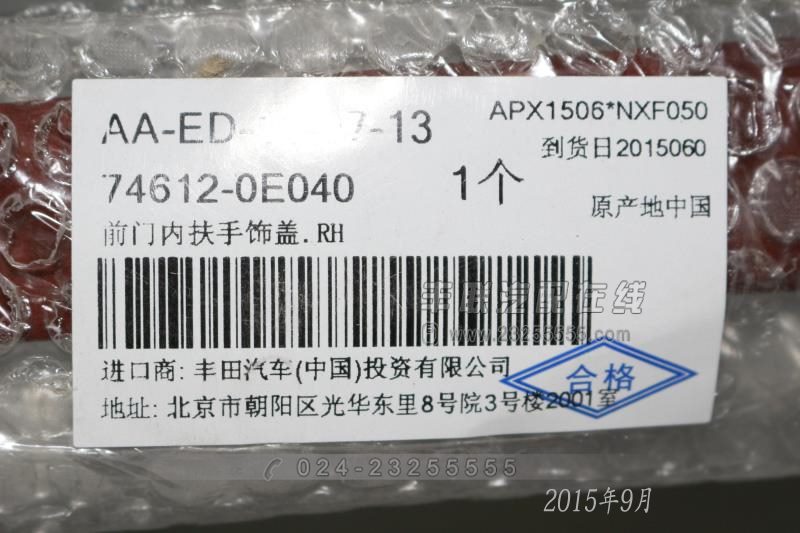 AA-ED- 7-13
APX1506*NXF050
到货日2015060
74612-0E040
1个
原产地中国
前门内扶手饰盖.RH
丰联汽配在线
www.23255555.com
进口商: 丰田汽车(中国)投资有限公司
合格
地址: 北京市朝阳区光华东里8号院3号楼2001室
024-23255555
2015年9月